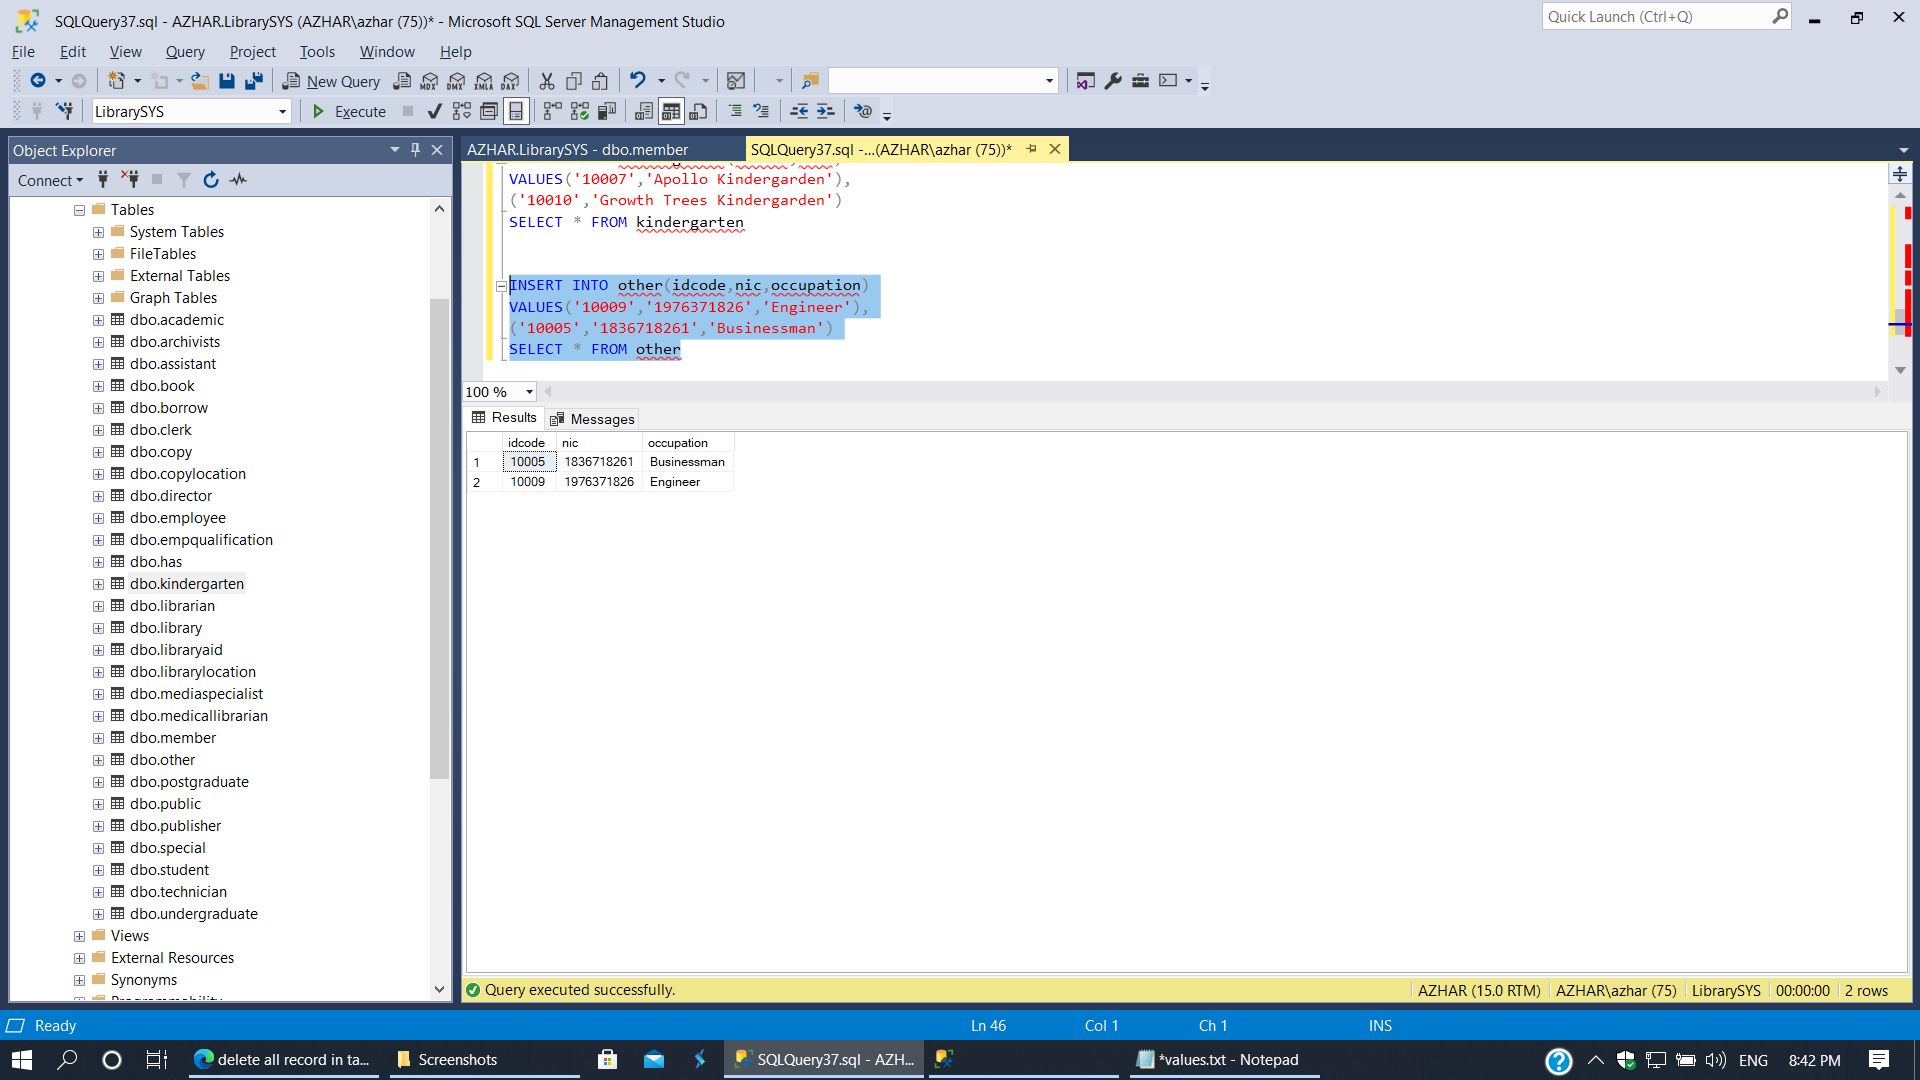 SQLQuery37.sql - AZHAR.LibrarySYS (AZHAR\azhar (75))* - Microsoft SQL Server Management Studio
Quick Launch (Ctrl+Q)
File Edit View Query Project Tools Window Help
New Query MDX DMX XMLA DAX
LibrarySYS Execute
Object Explorer
AZHAR.LibrarySYS - dbo.member SQLQuery37.sql -...(AZHAR\azhar (75))*
Connect
Tables
System Tables
FileTables
External Tables
Graph Tables
dbo.academic
dbo.archivists
dbo.assistant
dbo.book
dbo.borrow
dbo.clerk
dbo.copy
dbo.copylocation
dbo.director
dbo.employee
dbo.empqualification
dbo.has
dbo.kindergarten
dbo.librarian
dbo.library
dbo.libraryaid
dbo.librarylocation
dbo.mediaspecialist
dbo.medicallibrarian
dbo.member
dbo.other
dbo.postgraduate
dbo.public
dbo.publisher
dbo.special
dbo.student
dbo.technician
dbo.undergraduate
Views
External Resources
Synonyms
VALUES('10007','Apollo Kindergarden'),
('10010','Growth Trees Kindergarden')
SELECT * FROM kindergarten
INSERT INTO other(idcode,nic,occupation)
VALUES('10009','1976371826','Engineer'),
('10005','1836718261','Businessman')
SELECT * FROM other
100 %
Results Messages
idcode nic occupation
1 10005 1836718261 Businessman
2 10009 1976371826 Engineer
Query executed successfully. AZHAR (15.0 RTM) AZHAR\azhar (75) LibrarySYS 00:00:00 2 rows
Ready Ln 46 Col 1 Ch 1 INS
delete all record in ta... Screenshots SQLQuery37.sql - AZH... *values.txt - Notepad ENG 8:42 PM